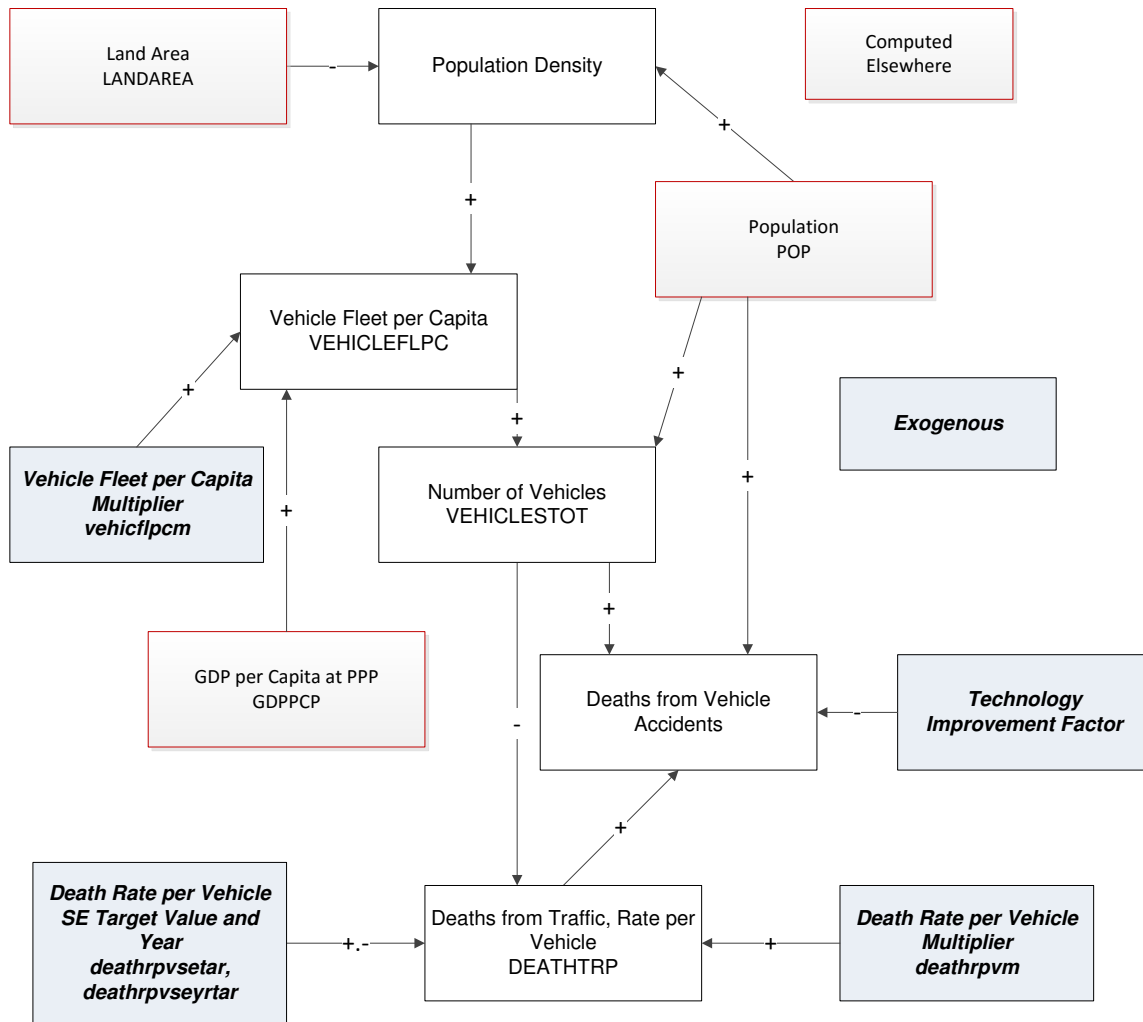 Land Area
LANDAREA
-
Population Density
Computed
Elsewhere
+
+
Population
POP
Vehicle Fleet per Capita
VEHICLEFLPC
+
+
+
Exogenous
Vehicle Fleet per Capita
Multiplier
vehicflpcm
+
Number of Vehicles
VEHICLESTOT
+
+
GDP per Capita at PPP
GDPPCP
-
Deaths from Vehicle
Accidents
-
Technology
Improvement Factor
+
Death Rate per Vehicle
SE Target Value and
Year
deathrpvsetar,
deathrpvseyrtar
+.-
Deaths from Traffic, Rate per
Vehicle
DEATHTRP
+
Death Rate per Vehicle
Multiplier
deathrpvm